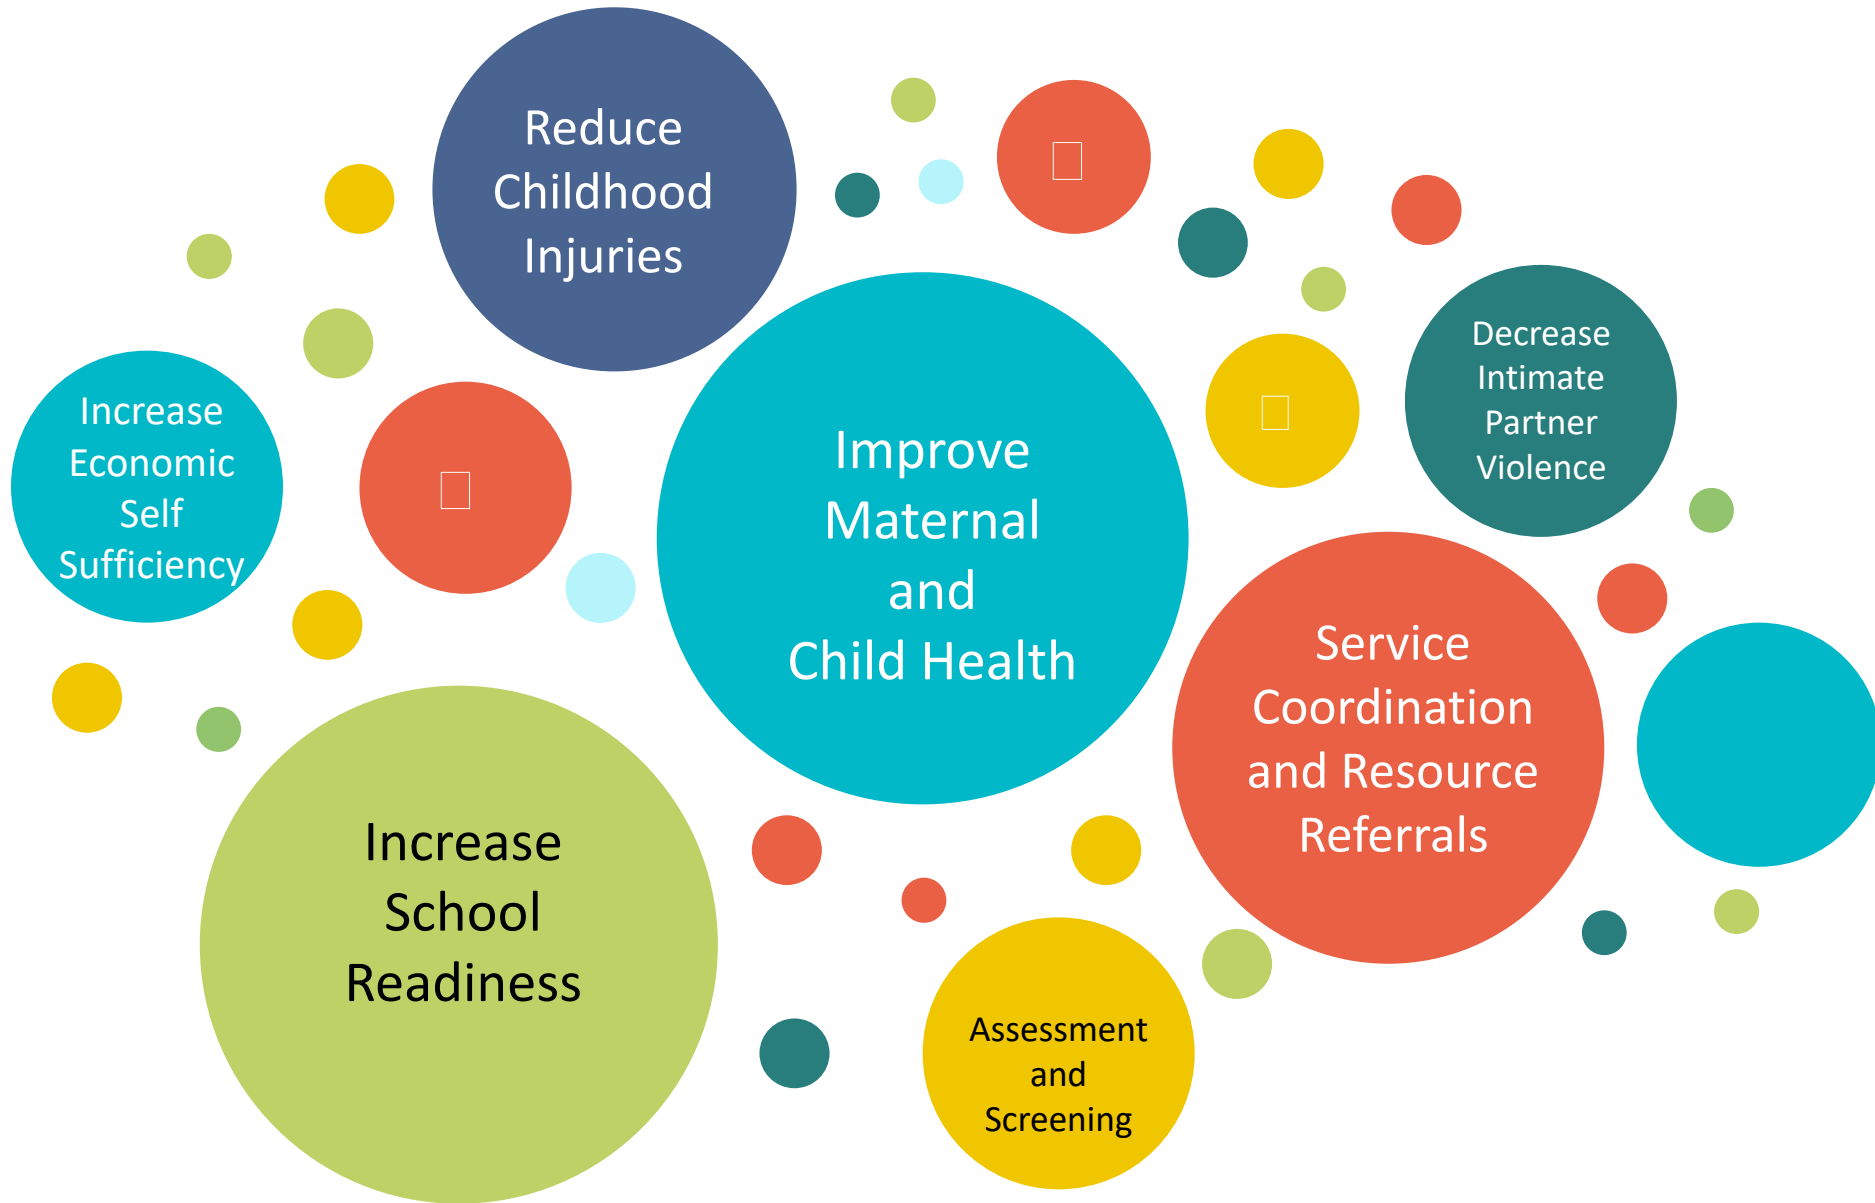 Reduce
Childhood
Injuries
Decrease
Intimate
Partner
Violence
Increase
Economic
Self
Sufficiency
Improve
Maternal
and
Child Health
Service
Coordination
and Resource
Referrals
Increase
School
Readiness
Assessment
and
Screening